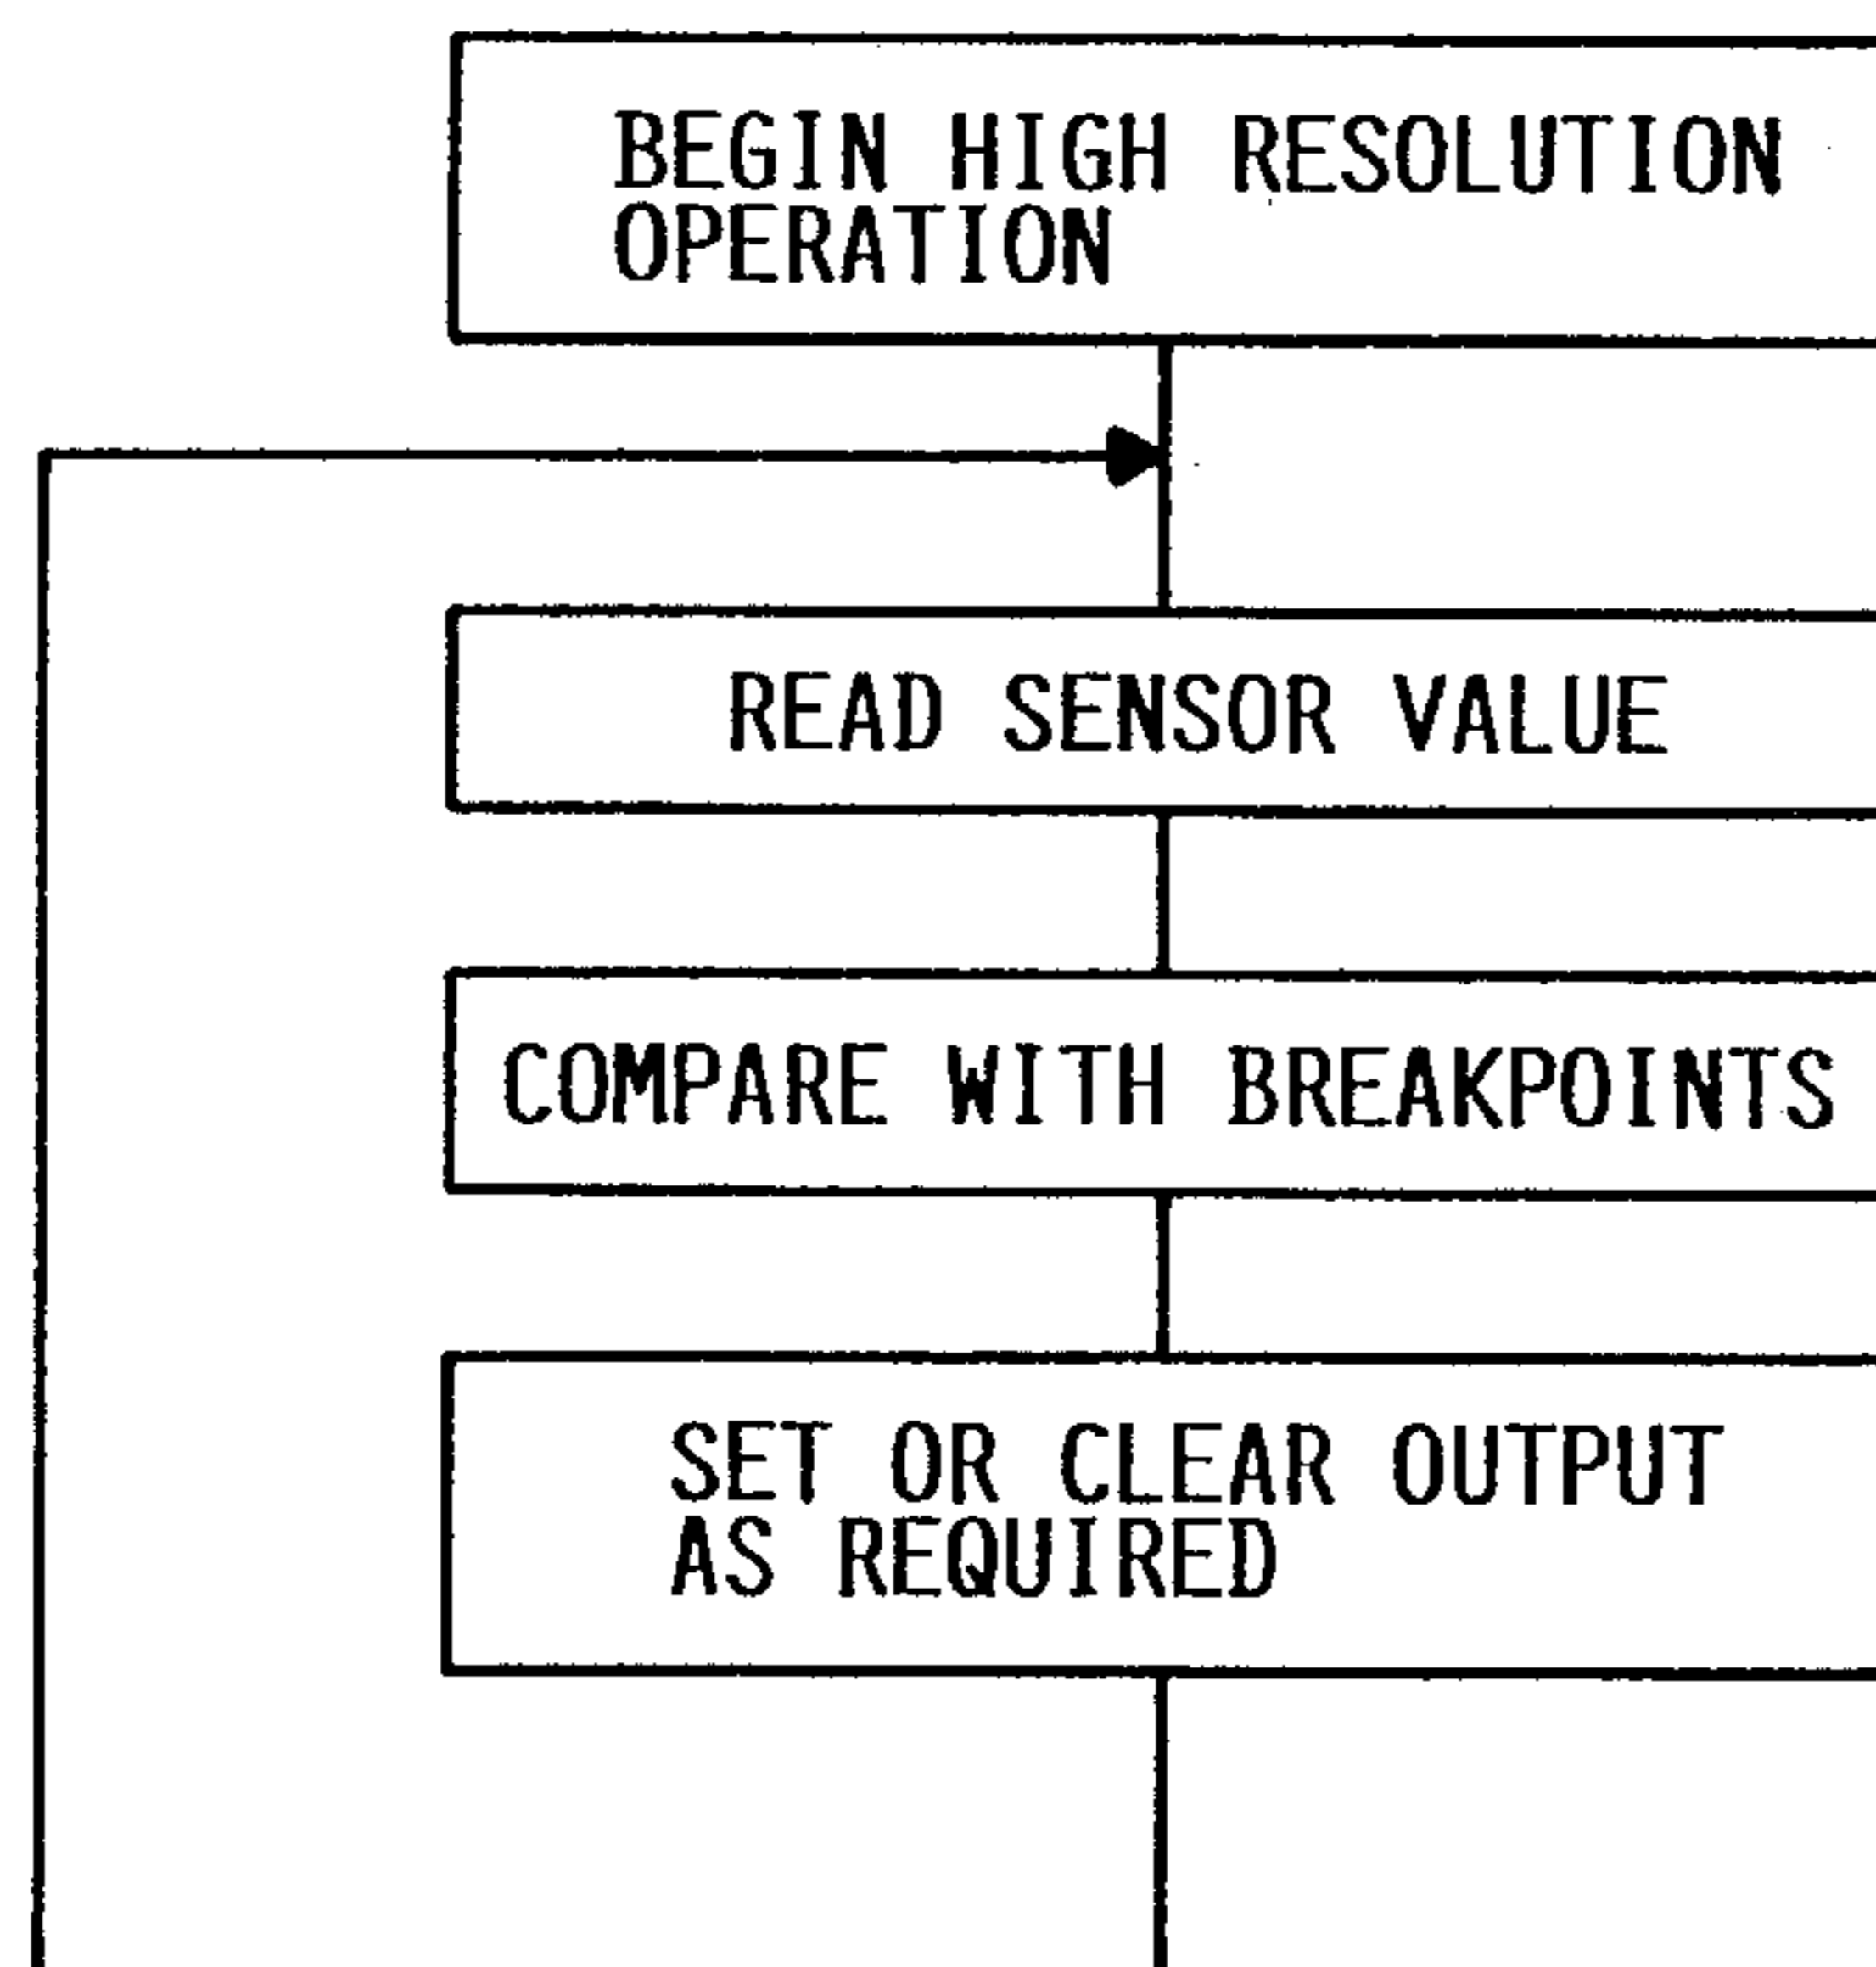 BEGIN HIGH RESOLUTION
OPERATION
READ SENSOR VALUE
COMPARE WITH BREAKPOINTS
SET OR CLEAR OUTPUT
AS REQUIRED